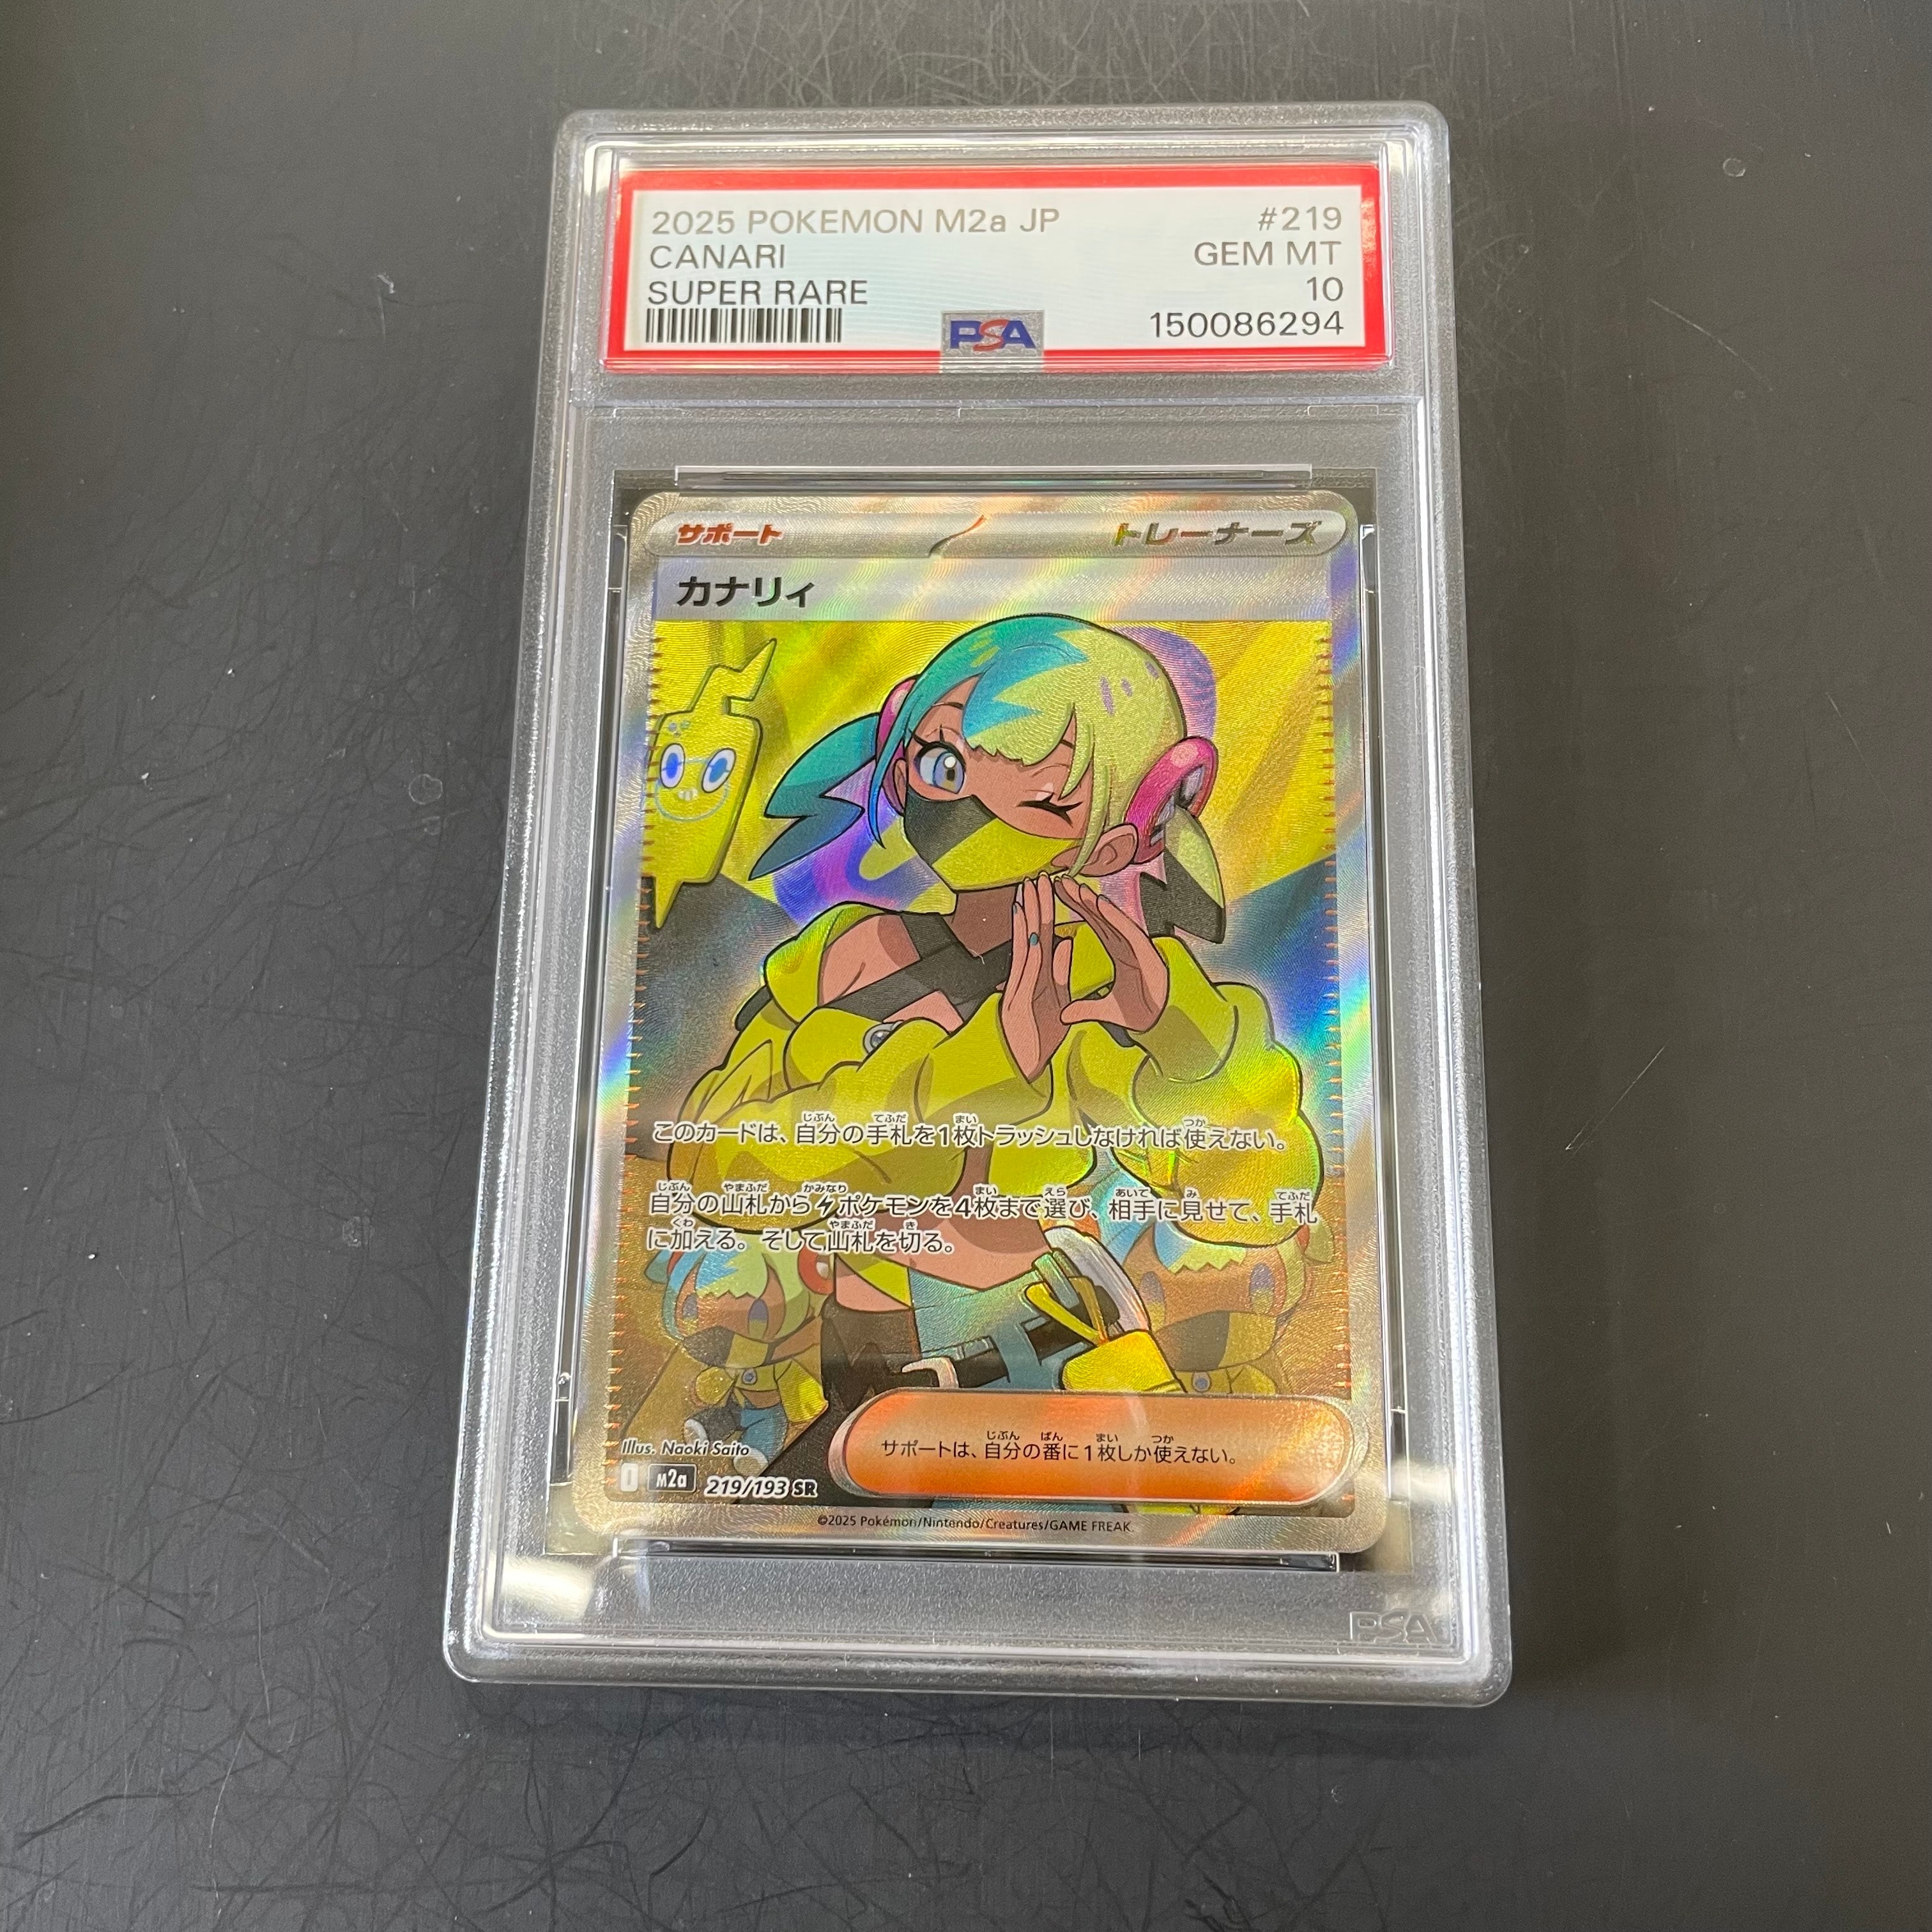 2025 POKEMON M2a JP #219
CANARI GEM MT
SUPER RARE 10
PSA 150086294
サポート トレーナーズ
カナリィ
このカードは、自分の手札を1枚トラッシュしなければ使えない。
自分の山札からポケモンを4枚まで選び、相手に見せて、手札
に加える。そして山札を切る。
サポートは、自分の番に1枚しか使えない。
Illus. Naoki Saito
I M2a 219/193 SR
©2025 Pokémon/Nintendo/Creatures/GAME FREAK.
PSA